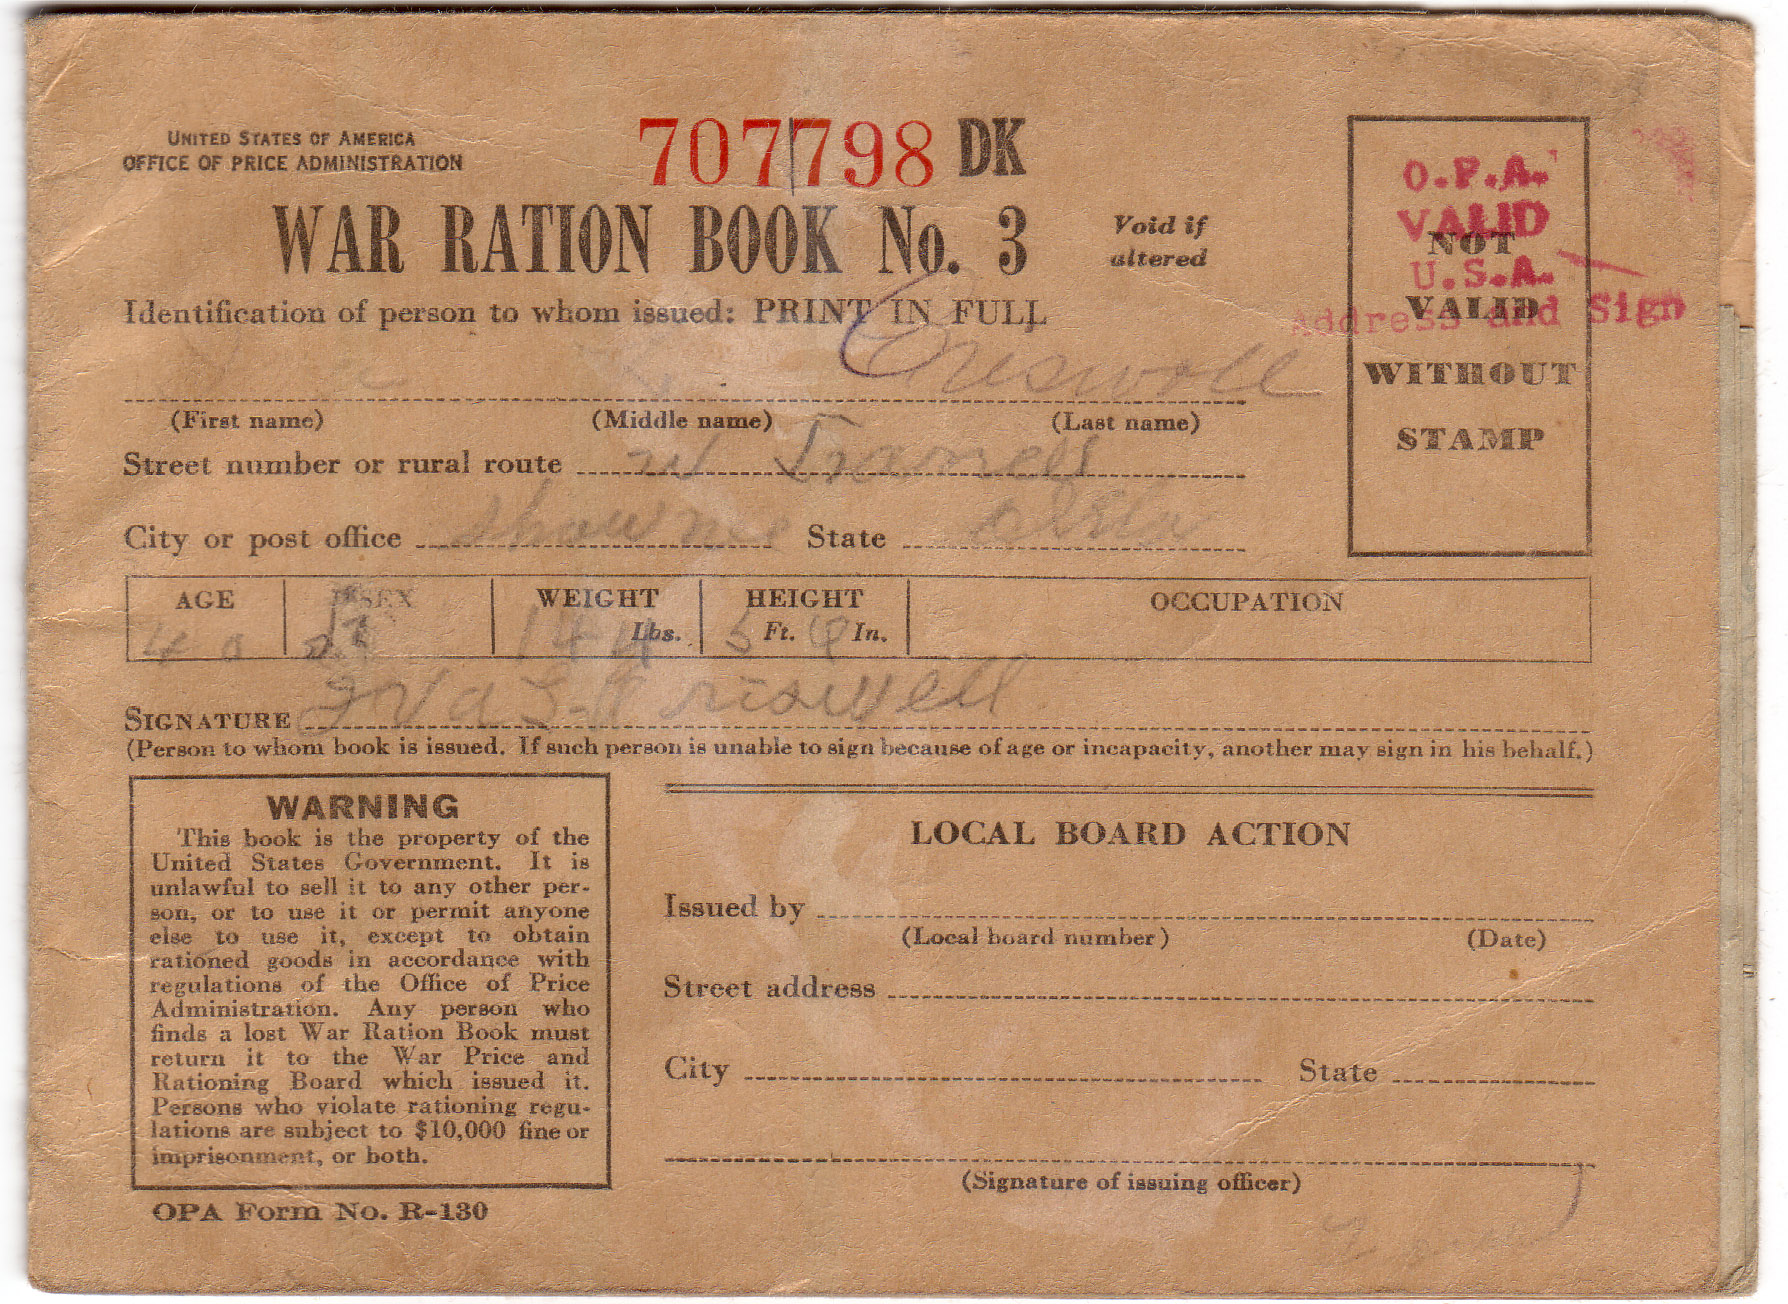 UNITED STATES OF AMERICA
OFFICE OF PRICE ADMINISTRATION
707798 DK
WAR RATION BOOK No. 3
Void if
altered
Identification of person to whom issued: PRINT IN FULL
(First name) (Middle name) (Last name)
Street number or rural route
City or post office State Okla
AGE SEX WEIGHT HEIGHT OCCUPATION
40 144 Lbs. 5 Ft. 6 In.
SIGNATURE Iva Criswell
(Person to whom book is issued. If such person is unable to sign because of age or incapacity, another may sign in his behalf.)
O.P.A.
VALID
U.S.A.
Address and Sign
NOT
VALID
WITHOUT
STAMP
WARNING
This book is the property of the
United States Government. It is
unlawful to sell it to any other per-
son, or to use it or permit anyone
else to use it, except to obtain
rationed goods in accordance with
regulations of the Office of Price
Administration. Any person who
finds a lost War Ration Book must
return it to the War Price and
Rationing Board which issued it.
Persons who violate rationing regu-
lations are subject to $10,000 fine or
imprisonment, or both.
OPA Form No. R-130
LOCAL BOARD ACTION
Issued by
(Local board number) (Date)
Street address
City State
(Signature of issuing officer)